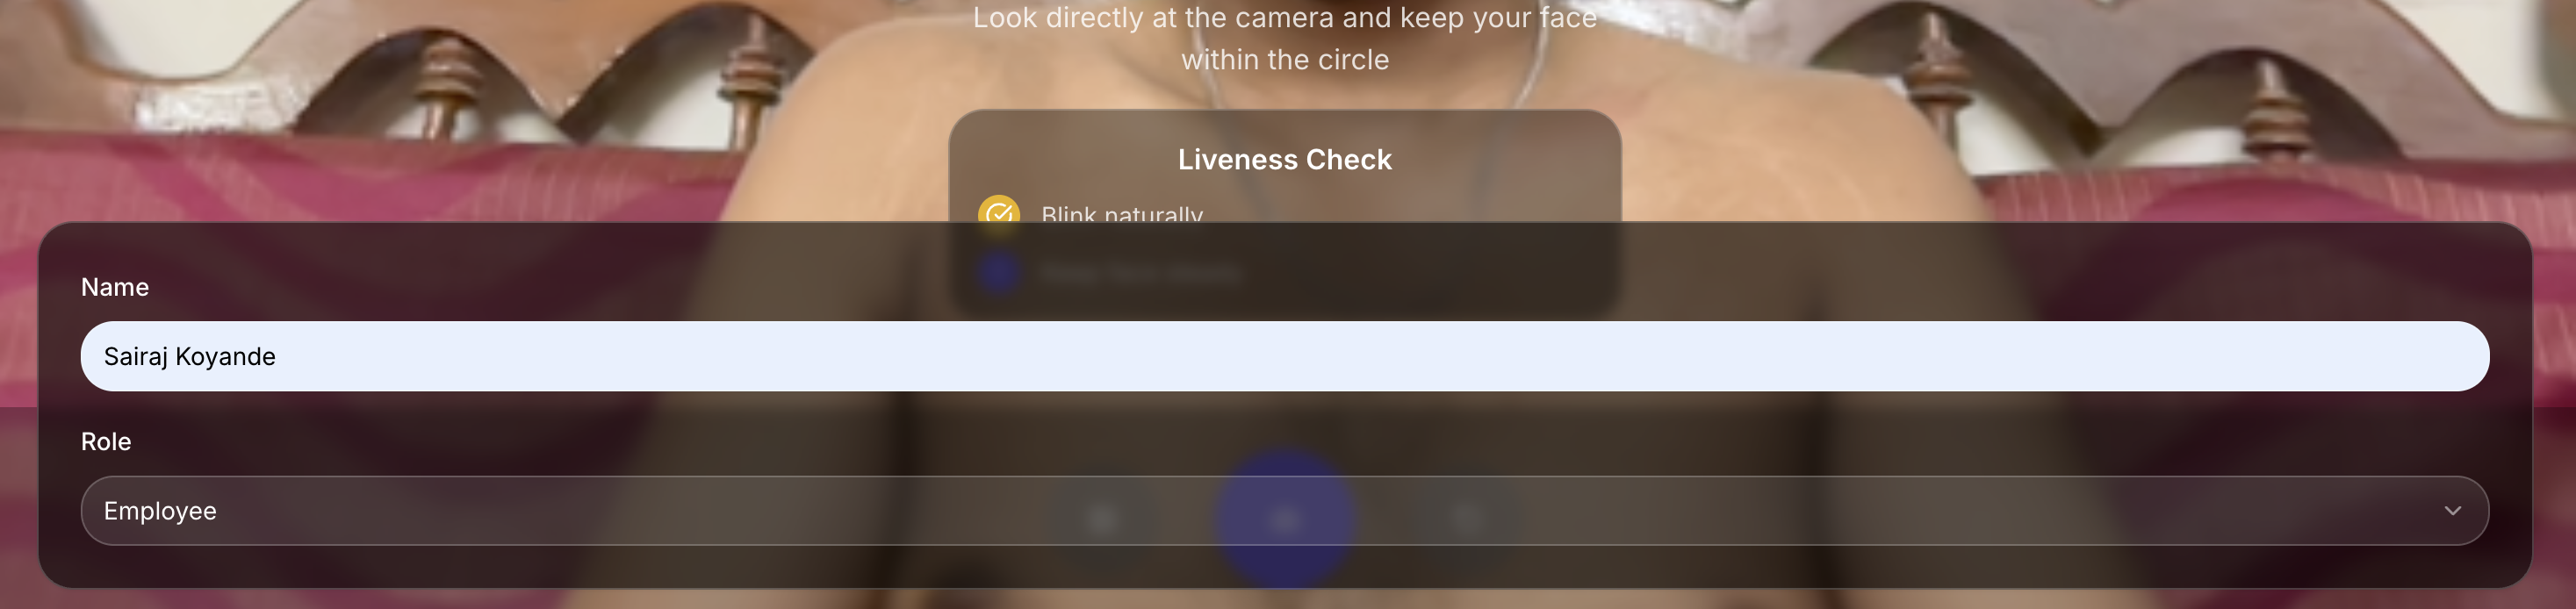 Look directly at the camera and keep your face
within the circle
Liveness Check
Blink naturally
Name
Sairaj Koyande
Role
Employee